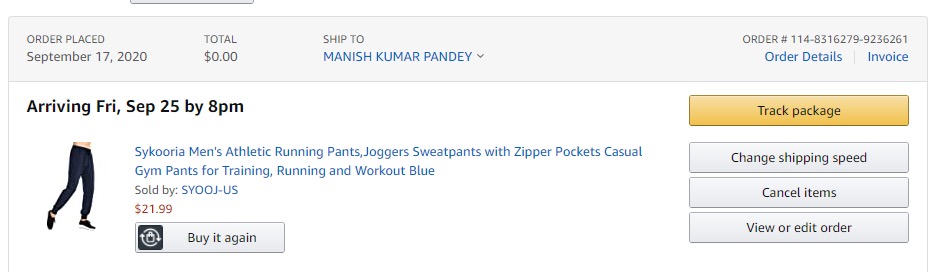 ORDER PLACED
September 17, 2020
TOTAL
$0.00
SHIP TO
MANISH KUMAR PANDEY
ORDER # 114-8316279-9236261
Order Details Invoice
Arriving Fri, Sep 25 by 8pm
Sykooria Men's Athletic Running Pants,Joggers Sweatpants with Zipper Pockets Casual
Gym Pants for Training, Running and Workout Blue
Sold by: SYOOJ-US
$21.99
Buy it again
Track package
Change shipping speed
Cancel items
View or edit order